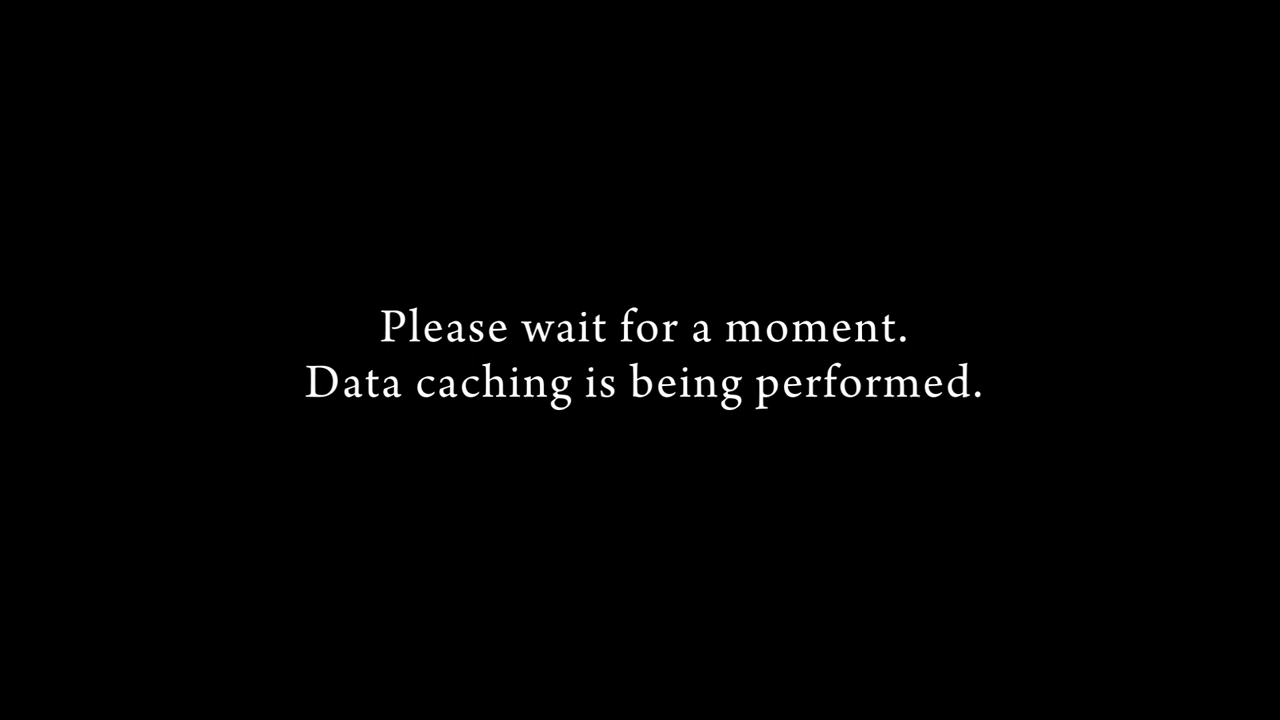 Please wait for a moment.
Data caching is being performed.